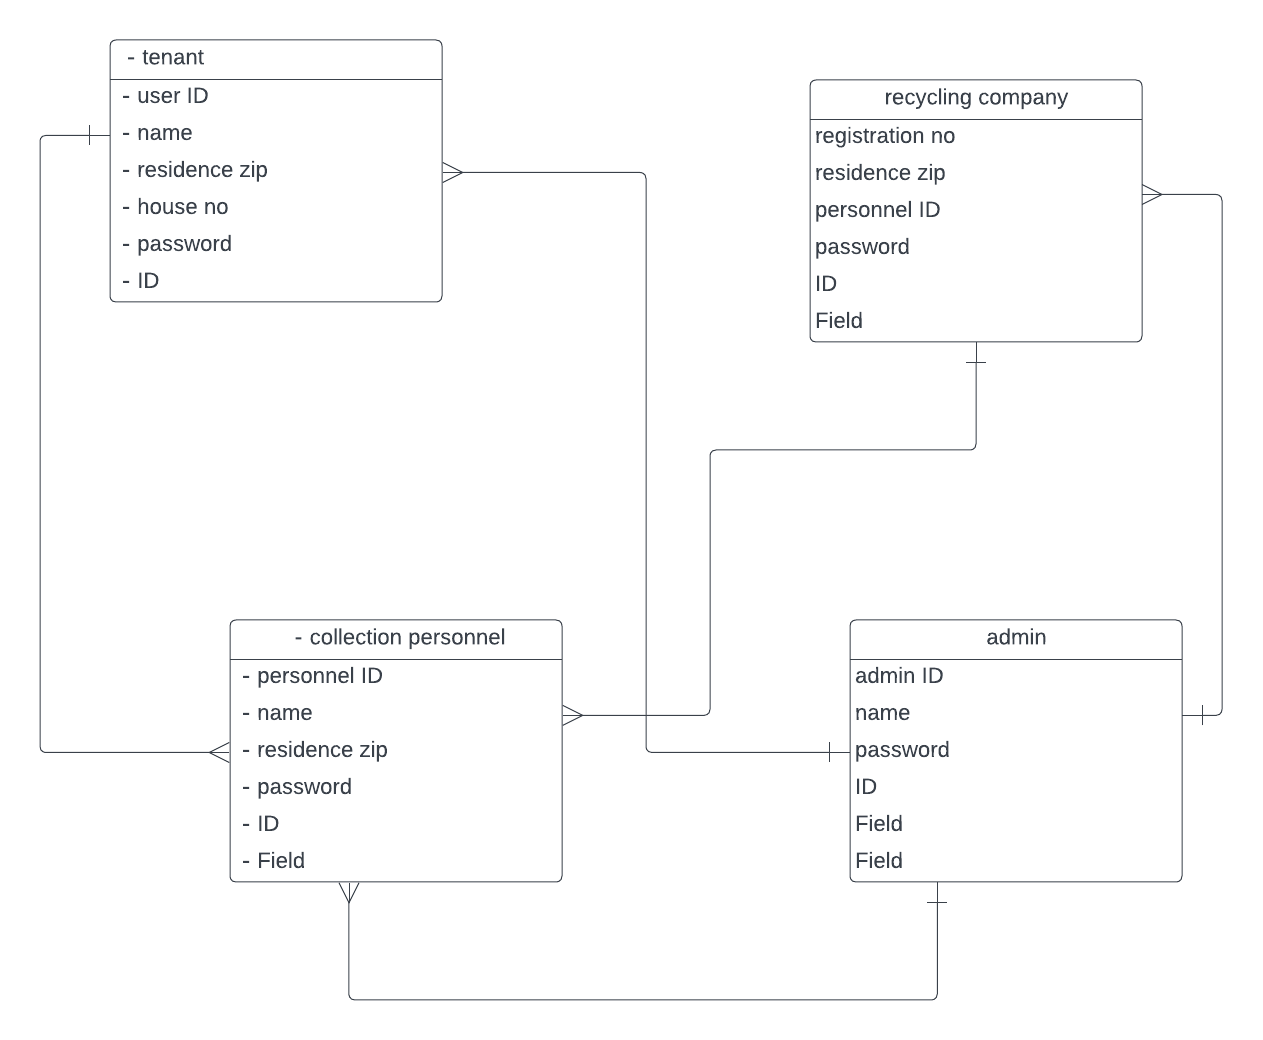 - tenant
- user ID
- name
- residence zip
- house no
- password
- ID
recycling company
registration no
residence zip
personnel ID
password
ID
Field
- collection personnel
- personnel ID
- name
- residence zip
- password
- ID
- Field
admin
admin ID
name
password
ID
Field
Field